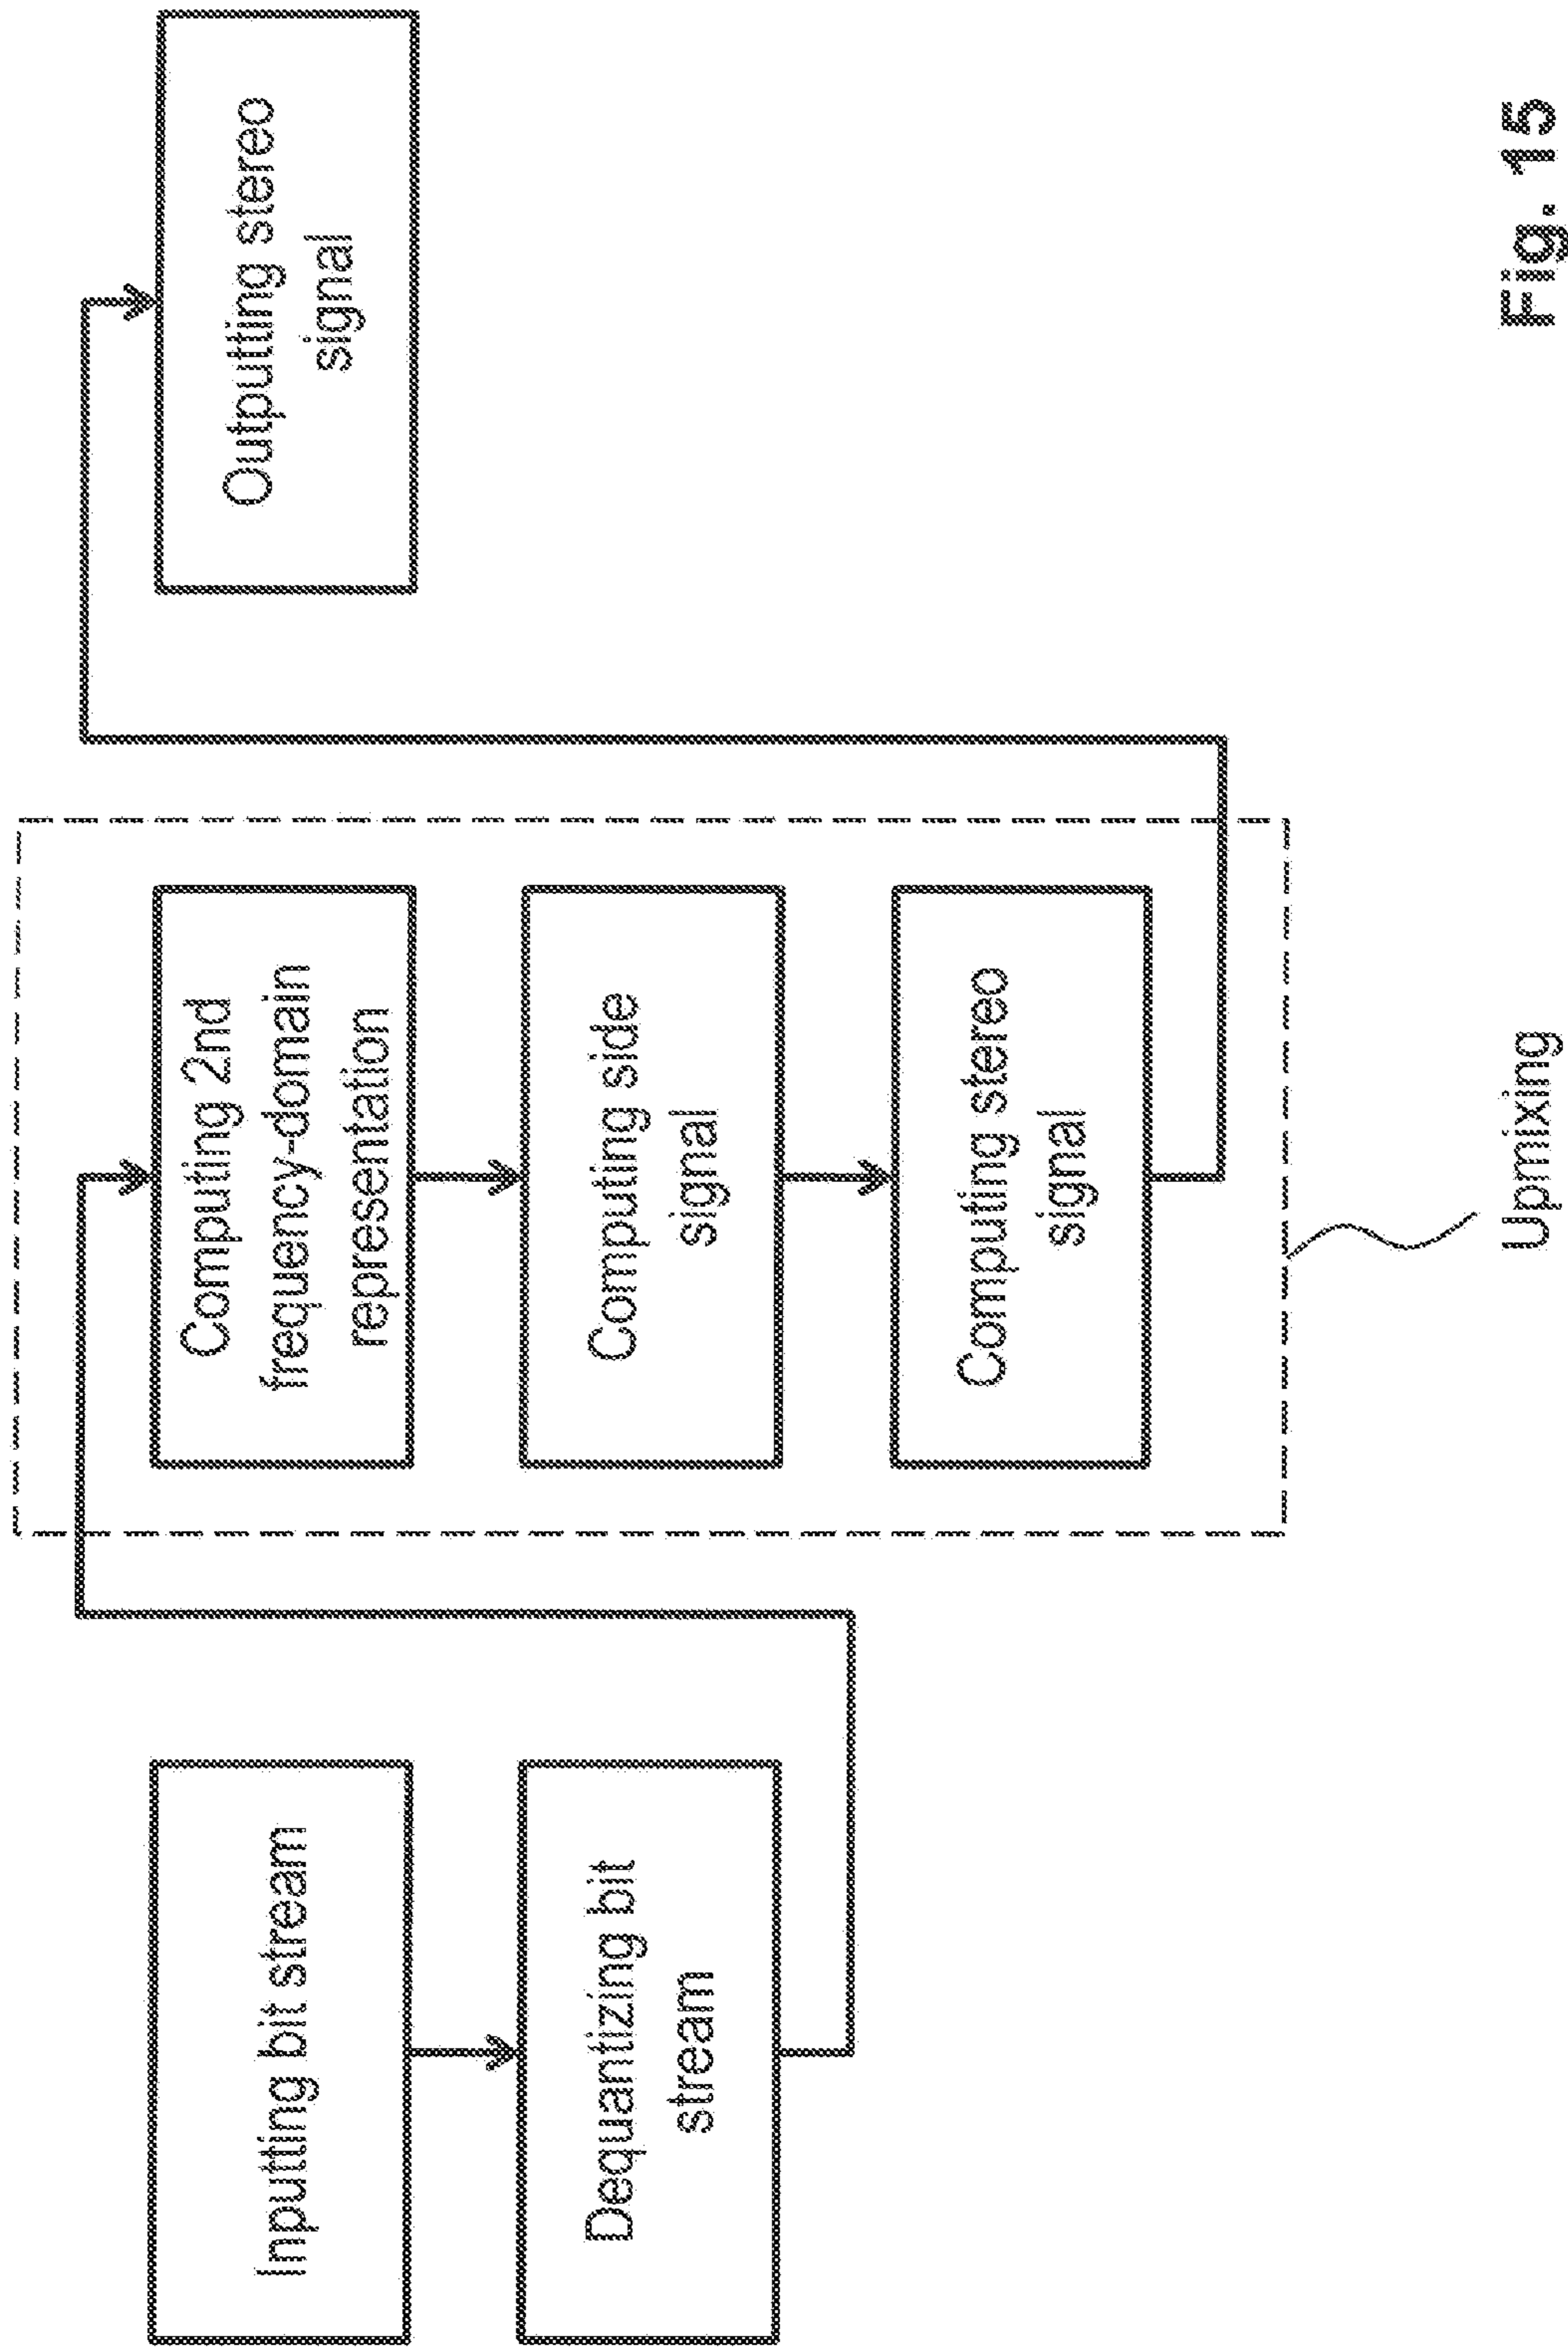 Inputting bit stream
Dequantizing bit
stream
Computing 2nd
frequency-domain
representation
Computing side
signal
Computing stereo
signal
Upmixing
Outputting stereo
signal
Fig. 15